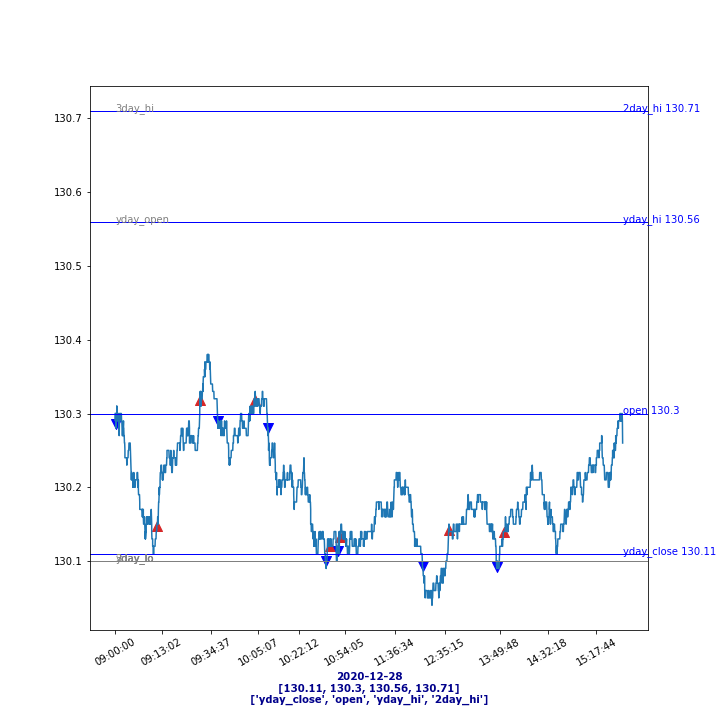 3day_hi
2day_hi 130.71
130.7
130.6
yday_open
yday_hi 130.56
130.5
130.4
130.3
open 130.3
130.2
130.1
yday_close 130.11
yday_lo
09:00:00
09:13:02
09:34:37
10:05:07
10:22:12
10:54:05
11:36:34
12:35:15
13:49:48
14:32:18
15:17:44
2020-12-28
[130.11, 130.3, 130.56, 130.71]
['yday_close', 'open', 'yday_hi', '2day_hi']